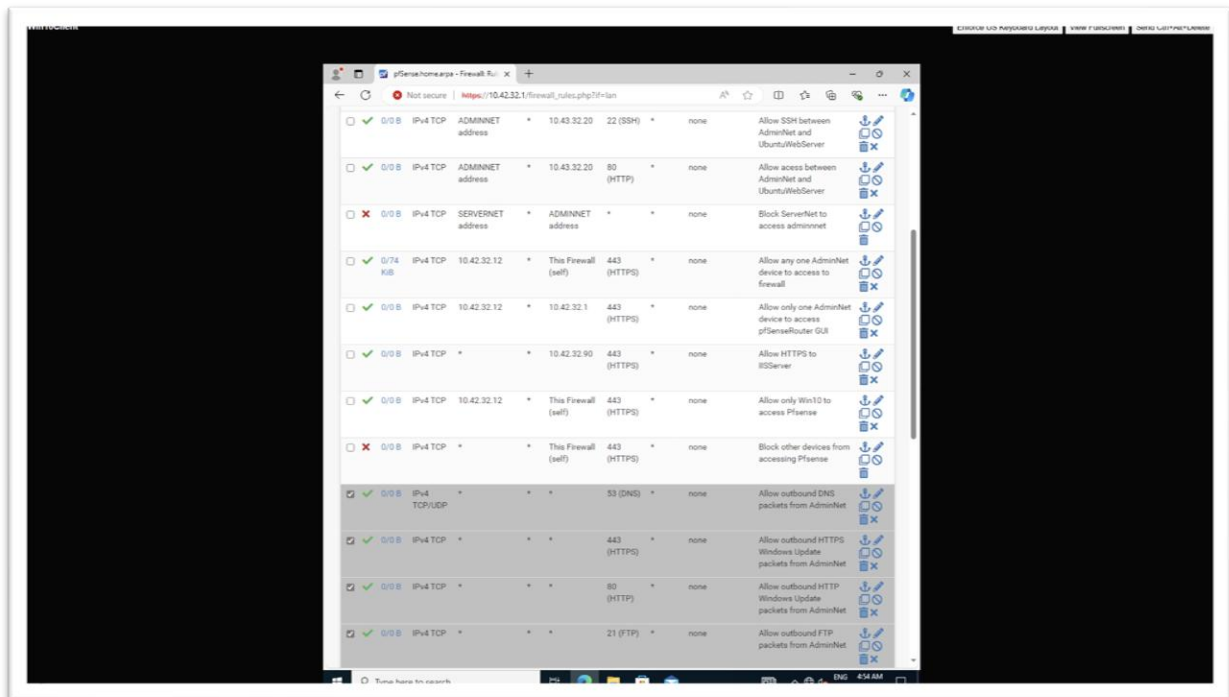 Win10Client
Enforce US Keyboard Layout View Fullscreen Send Ctrl+Alt+Delete
pfSense.home.arpa - Firewall: Rul
Not secure https://10.42.32.1/firewall_rules.php?if=lan
0/0 B IPv4 TCP ADMINNET * 10.43.32.20 22 (SSH) * none Allow SSH between
address AdminNet and
UbuntuWebServer
0/0 B IPv4 TCP ADMINNET * 10.43.32.20 80 * none Allow acess between
address (HTTP) AdminNet and
UbuntuWebServer
0/0 B IPv4 TCP SERVERNET * ADMINNET * * none Block ServerNet to
address address access adminnnet
0/74 IPv4 TCP 10.42.32.12 * This Firewall 443 * none Allow any one AdminNet
KiB (self) (HTTPS) device to access to
firewall
0/0 B IPv4 TCP 10.42.32.12 * 10.42.32.1 443 * none Allow only one AdminNet
(HTTPS) device to access
pfSenseRouter GUI
0/0 B IPv4 TCP * * 10.42.32.90 443 * none Allow HTTPS to
(HTTPS) IISServer
0/0 B IPv4 TCP 10.42.32.12 * This Firewall 443 * none Allow only Win10 to
(self) (HTTPS) access Pfsense
0/0 B IPv4 TCP * * This Firewall 443 * none Block other devices from
(self) (HTTPS) accessing Pfsense
0/0 B IPv4 * * * 53 (DNS) * none Allow outbound DNS
TCP/UDP packets from AdminNet
0/0 B IPv4 TCP * * * 443 * none Allow outbound HTTPS
(HTTPS) Windows Update
packets from AdminNet
0/0 B IPv4 TCP * * * 80 * none Allow outbound HTTP
(HTTP) Windows Update
packets from AdminNet
0/0 B IPv4 TCP * * * 21 (FTP) * none Allow outbound FTP
packets from AdminNet
Type here to search ENG 4:54 AM